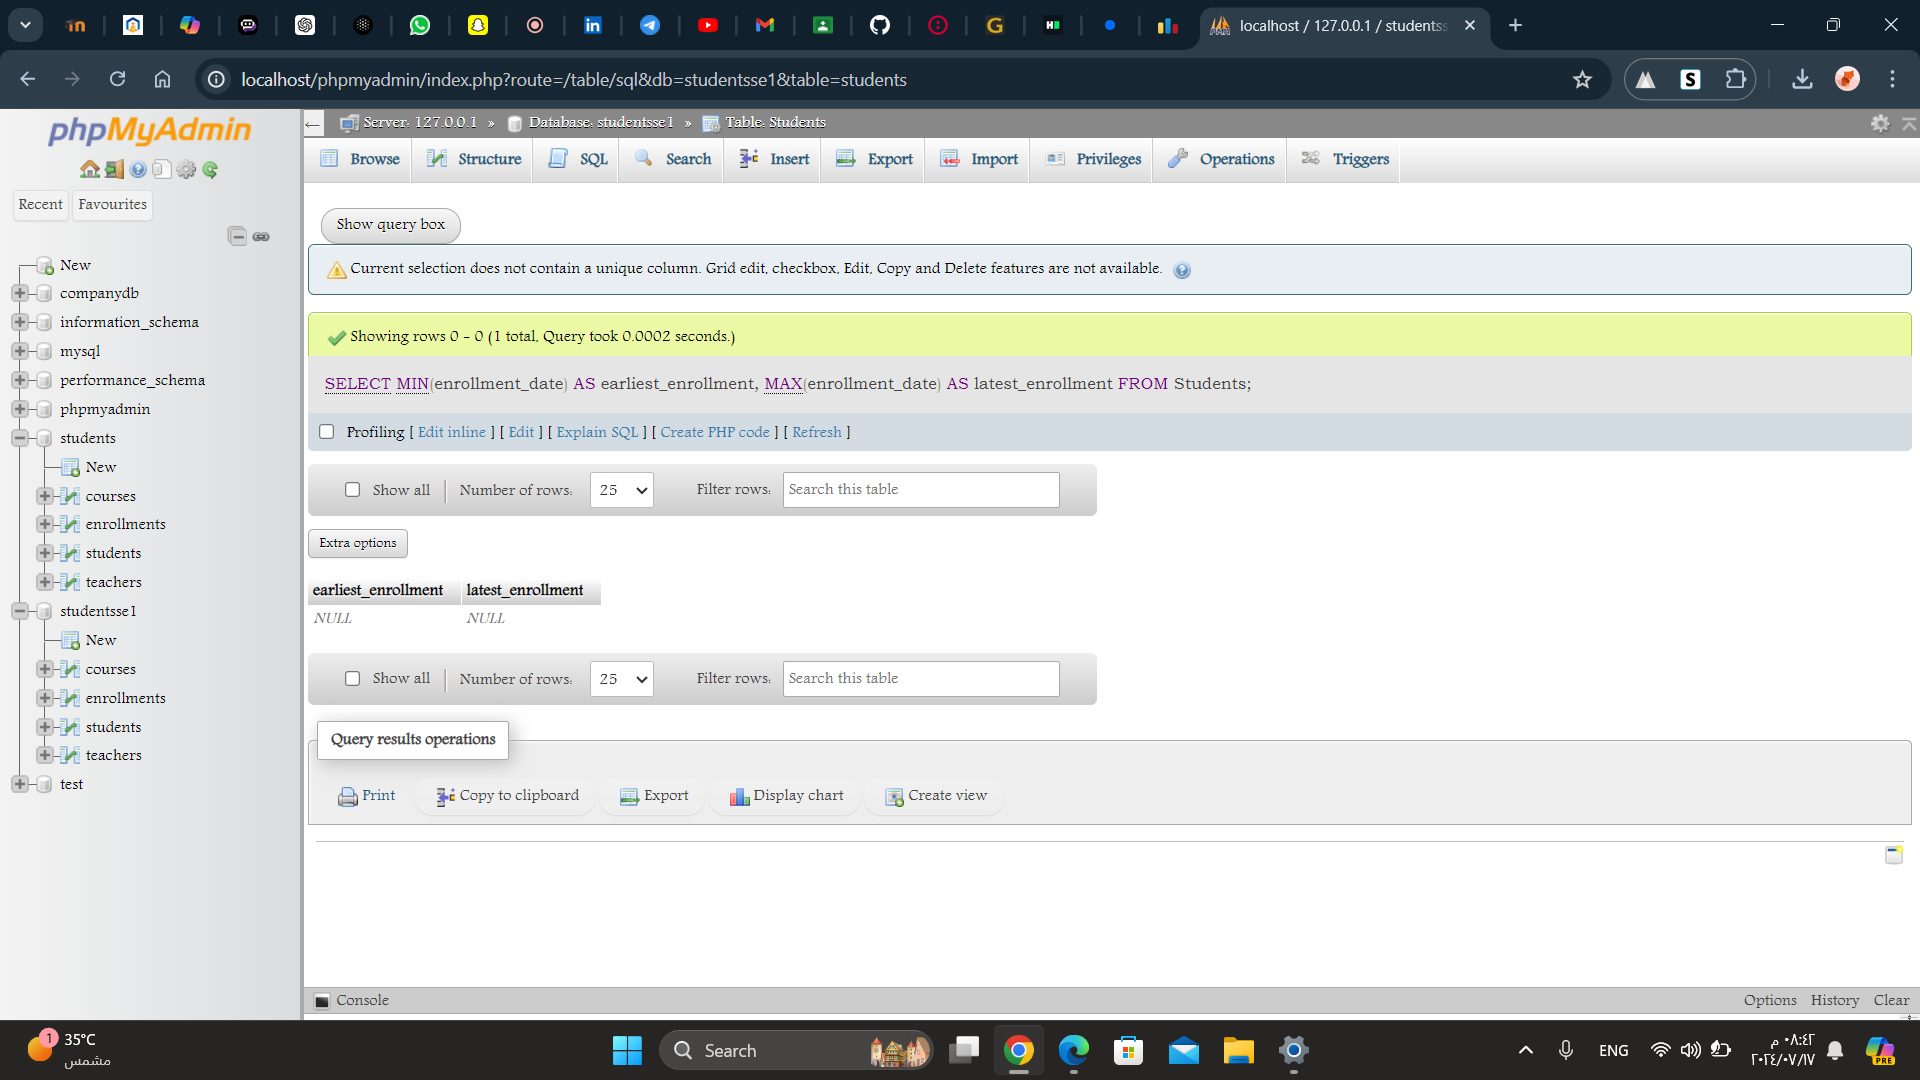 localhost / 127.0.0.1 / studentss
localhost/phpmyadmin/index.php?route=/table/sql&db=studentsse1&table=students
phpMyAdmin
Recent
Favourites
New
companydb
information_schema
mysql
performance_schema
phpmyadmin
students
New
courses
enrollments
students
teachers
studentsse1
New
courses
enrollments
students
teachers
test
Server: 127.0.0.1 » Database: studentsse1 » Table: Students
Browse Structure SQL Search Insert Export Import Privileges Operations Triggers
Show query box
Current selection does not contain a unique column. Grid edit, checkbox, Edit, Copy and Delete features are not available.
Showing rows 0 - 0 (1 total, Query took 0.0002 seconds.)
SELECT MIN(enrollment_date) AS earliest_enrollment, MAX(enrollment_date) AS latest_enrollment FROM Students;
Profiling [ Edit inline ] [ Edit ] [ Explain SQL ] [ Create PHP code ] [ Refresh ]
Show all Number of rows: 25 Filter rows: Search this table
Extra options
earliest_enrollment latest_enrollment
NULL NULL
Show all Number of rows: 25 Filter rows: Search this table
Query results operations
Print Copy to clipboard Export Display chart Create view
Console Options History Clear
1
35°C
مشمس
Search
ENG
٠٨:٤٢ م
٢٠٢٤/٠٧/١٧
PRE